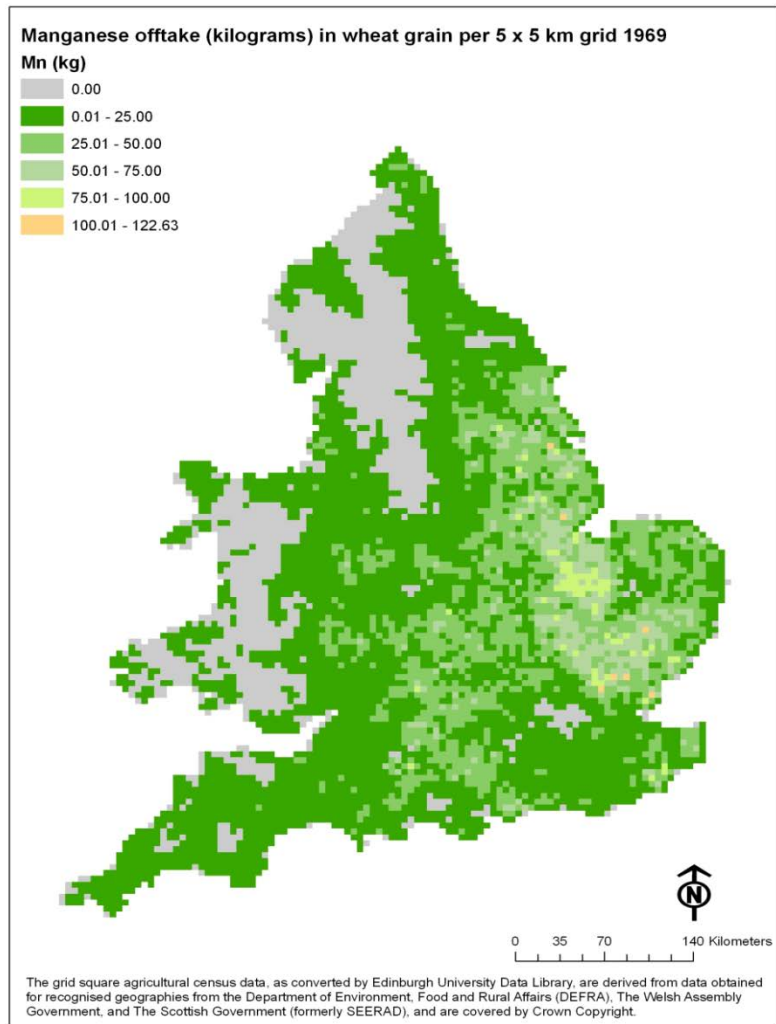 Manganese offtake (kilograms) in wheat grain per 5 x 5 km grid 1969
Mn (kg)
0.00
0.01 - 25.00
25.01 - 50.00
50.01 - 75.00
75.01 - 100.00
100.01 - 122.63
N
0 35 70 140 Kilometers
The grid square agricultural census data, as converted by Edinburgh University Data Library, are derived from data obtained
for recognised geographies from the Department of Environment, Food and Rural Affairs (DEFRA), The Welsh Assembly
Government, and The Scottish Government (formerly SEERAD), and are covered by Crown Copyright.